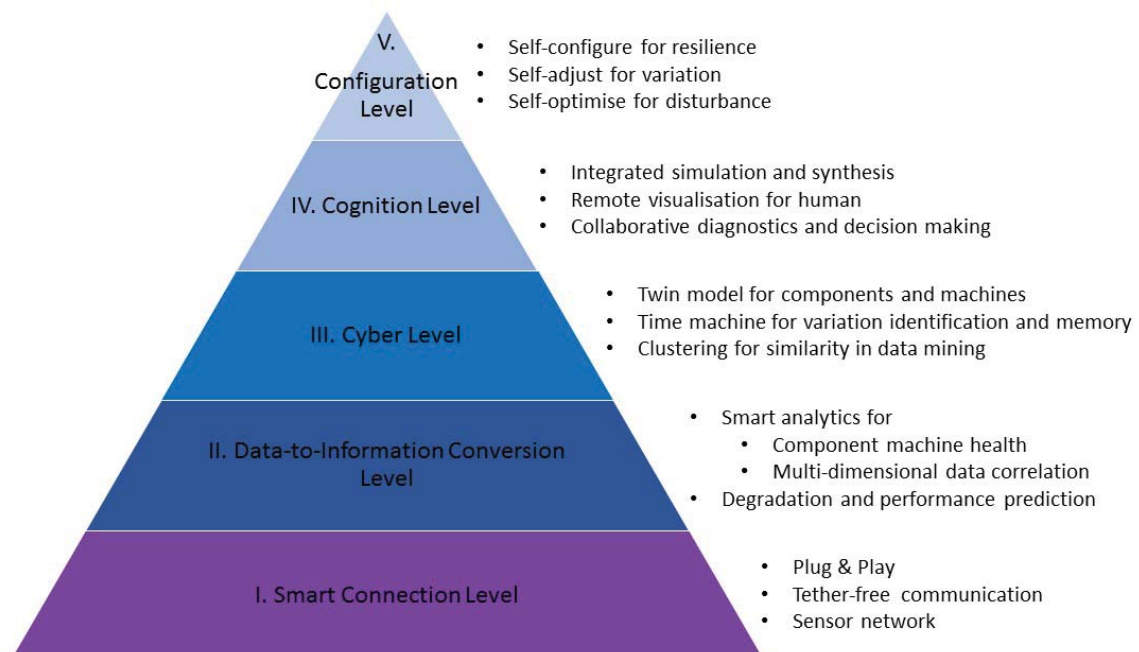 V.
Configuration
Level
• Self-configure for resilience
• Self-adjust for variation
• Self-optimise for disturbance
IV. Cognition Level
• Integrated simulation and synthesis
• Remote visualisation for human
• Collaborative diagnostics and decision making
III. Cyber Level
• Twin model for components and machines
• Time machine for variation identification and memory
• Clustering for similarity in data mining
II. Data-to-Information Conversion
Level
• Smart analytics for
• Component machine health
• Multi-dimensional data correlation
• Degradation and performance prediction
I. Smart Connection Level
• Plug & Play
• Tether-free communication
• Sensor network